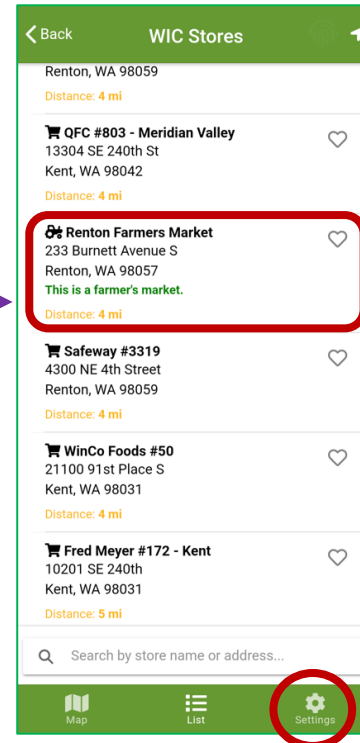 Back
WIC Stores
Renton, WA 98059
Distance: 4 mi
QFC #803 - Meridian Valley
13304 SE 240th St
Kent, WA 98042
Distance: 4 mi
Renton Farmers Market
233 Burnett Avenue S
Renton, WA 98057
This is a farmer's market.
Distance: 4 mi
Safeway #3319
4300 NE 4th Street
Renton, WA 98059
Distance: 4 mi
WinCo Foods #50
21100 91st Place S
Kent, WA 98031
Distance: 4 mi
Fred Meyer #172 - Kent
10201 SE 240th
Kent, WA 98031
Distance: 5 mi
Search by store name or address...
Map
List
Settings